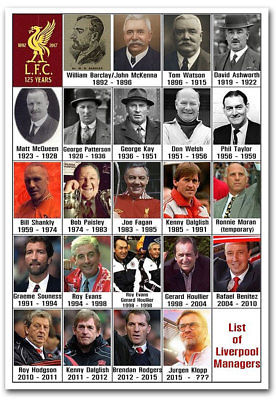 1892 2017
L.F.C.
125 YEARS
William Barclay/John McKenna
1892 - 1896
Tom Watson
1896 - 1915
David Ashworth
1919 - 1922
Matt McQueen
1923 - 1928
George Patterson
1928 - 1936
George Kay
1936 - 1951
Don Welsh
1951 - 1956
Phil Taylor
1956 - 1959
Bill Shankly
1959 - 1974
Bob Paisley
1974 - 1983
Joe Fagan
1983 - 1985
Kenny Dalglish
1985 - 1991
Ronnie Moran
(temporary)
Graeme Souness
1991 - 1994
Roy Evans
1994 - 1998
Roy Evans
Gerard Houllier
1998 - 1998
Gerard Houllier
1998 - 2004
Rafael Benitez
2004 - 2010
Roy Hodgson
2010 - 2011
Kenny Dalglish
2011 - 2012
Brendan Rodgers
2012 - 2015
Jurgen Klopp
2015 - ???
List of
Liverpool
Managers